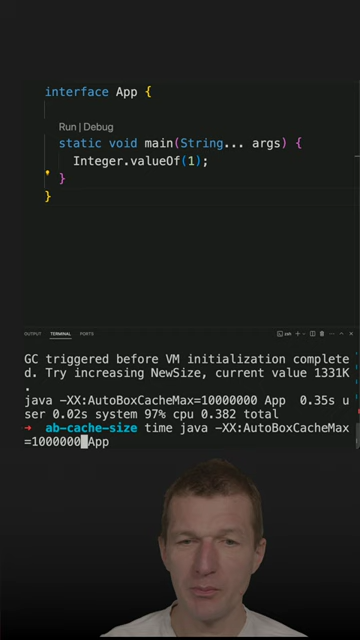 interface App {
Run | Debug
static void main(String... args) {
Integer.valueOf(1);
}
}
OUTPUT TERMINAL PORTS zsh
GC triggered before VM initialization complete
d. Try increasing NewSize, current value 1331K
.
java -XX:AutoBoxCacheMax=10000000 App 0.35s u
ser 0.02s system 97% cpu 0.382 total
→ ab-cache-size time java -XX:AutoBoxCacheMax
=1000000 App